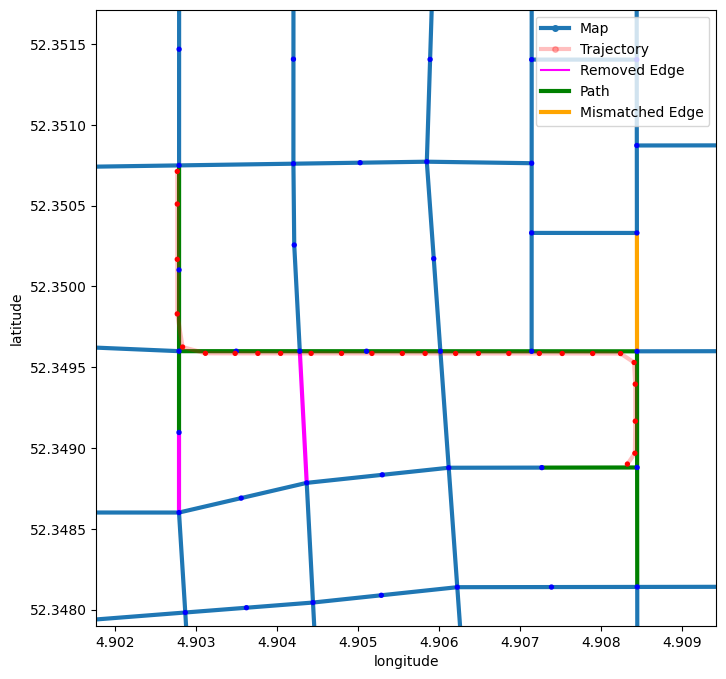 Map
Trajectory
Removed Edge
Path
Mismatched Edge
52.3515
52.3510
52.3505
52.3500
52.3495
52.3490
52.3485
52.3480
latitude
4.902 4.903 4.904 4.905 4.906 4.907 4.908 4.909
longitude